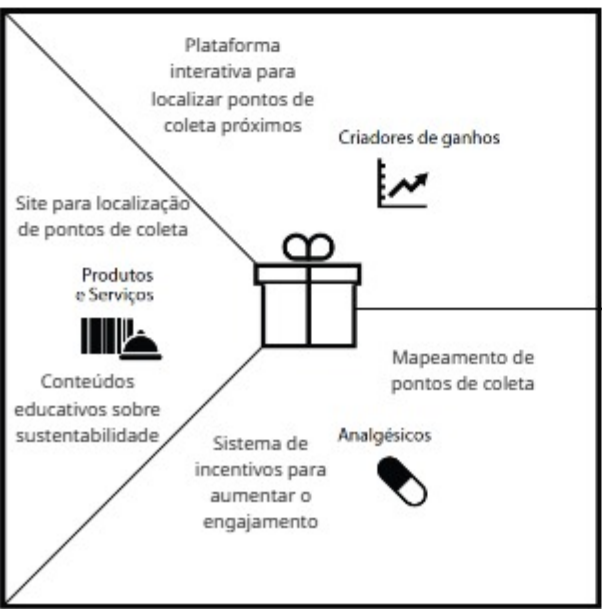 Plataforma
interativa para
localizar pontos de
coleta próximos
Criadores de ganhos
Site para localização
de pontos de coleta
Produtos
e Serviços
Conteúdos
educativos sobre
sustentabilidade
Mapeamento de
pontos de coleta
Analgésicos
Sistema de
incentivos para
aumentar o
engajamento